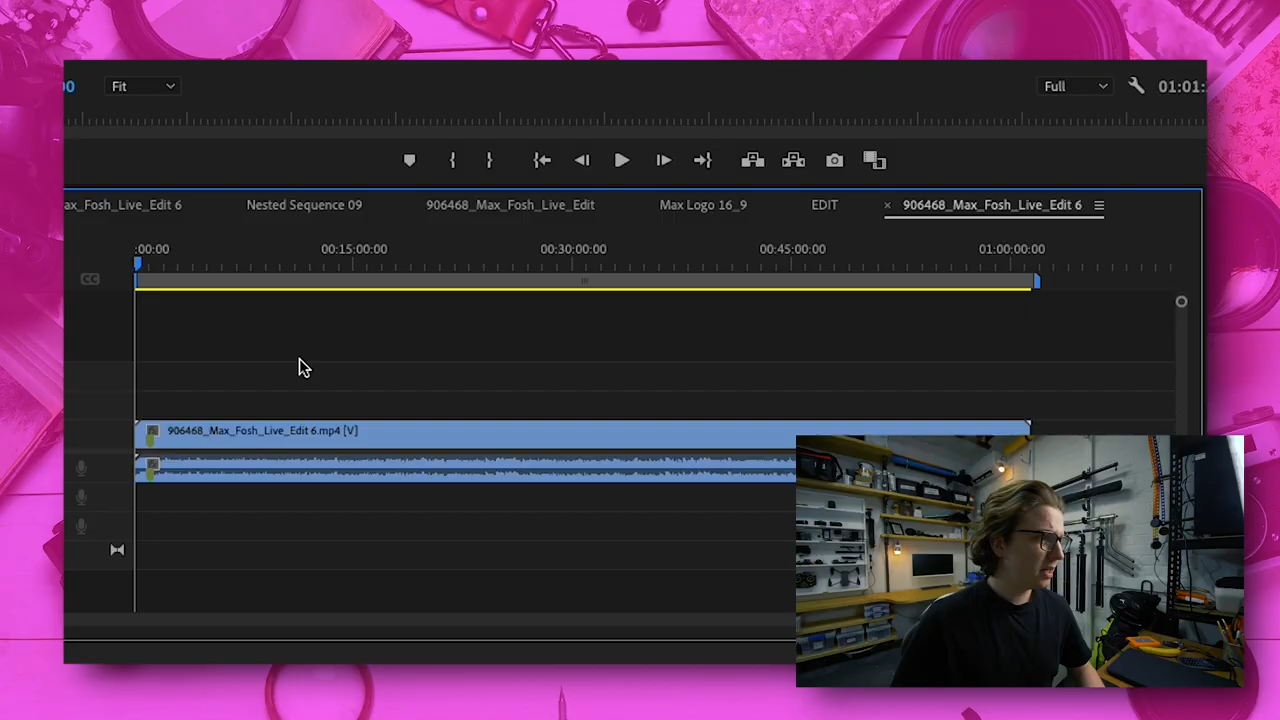 00 Fit Full 01:01:
ax_Fosh_Live_Edit 6 Nested Sequence 09 906468_Max_Fosh_Live_Edit Max Logo 16_9 EDIT × 906468_Max_Fosh_Live_Edit 6
:00:00 00:15:00:00 00:30:00:00 00:45:00:00 01:00:00:00
CC
906468_Max_Fosh_Live_Edit 6.mp4 [V]